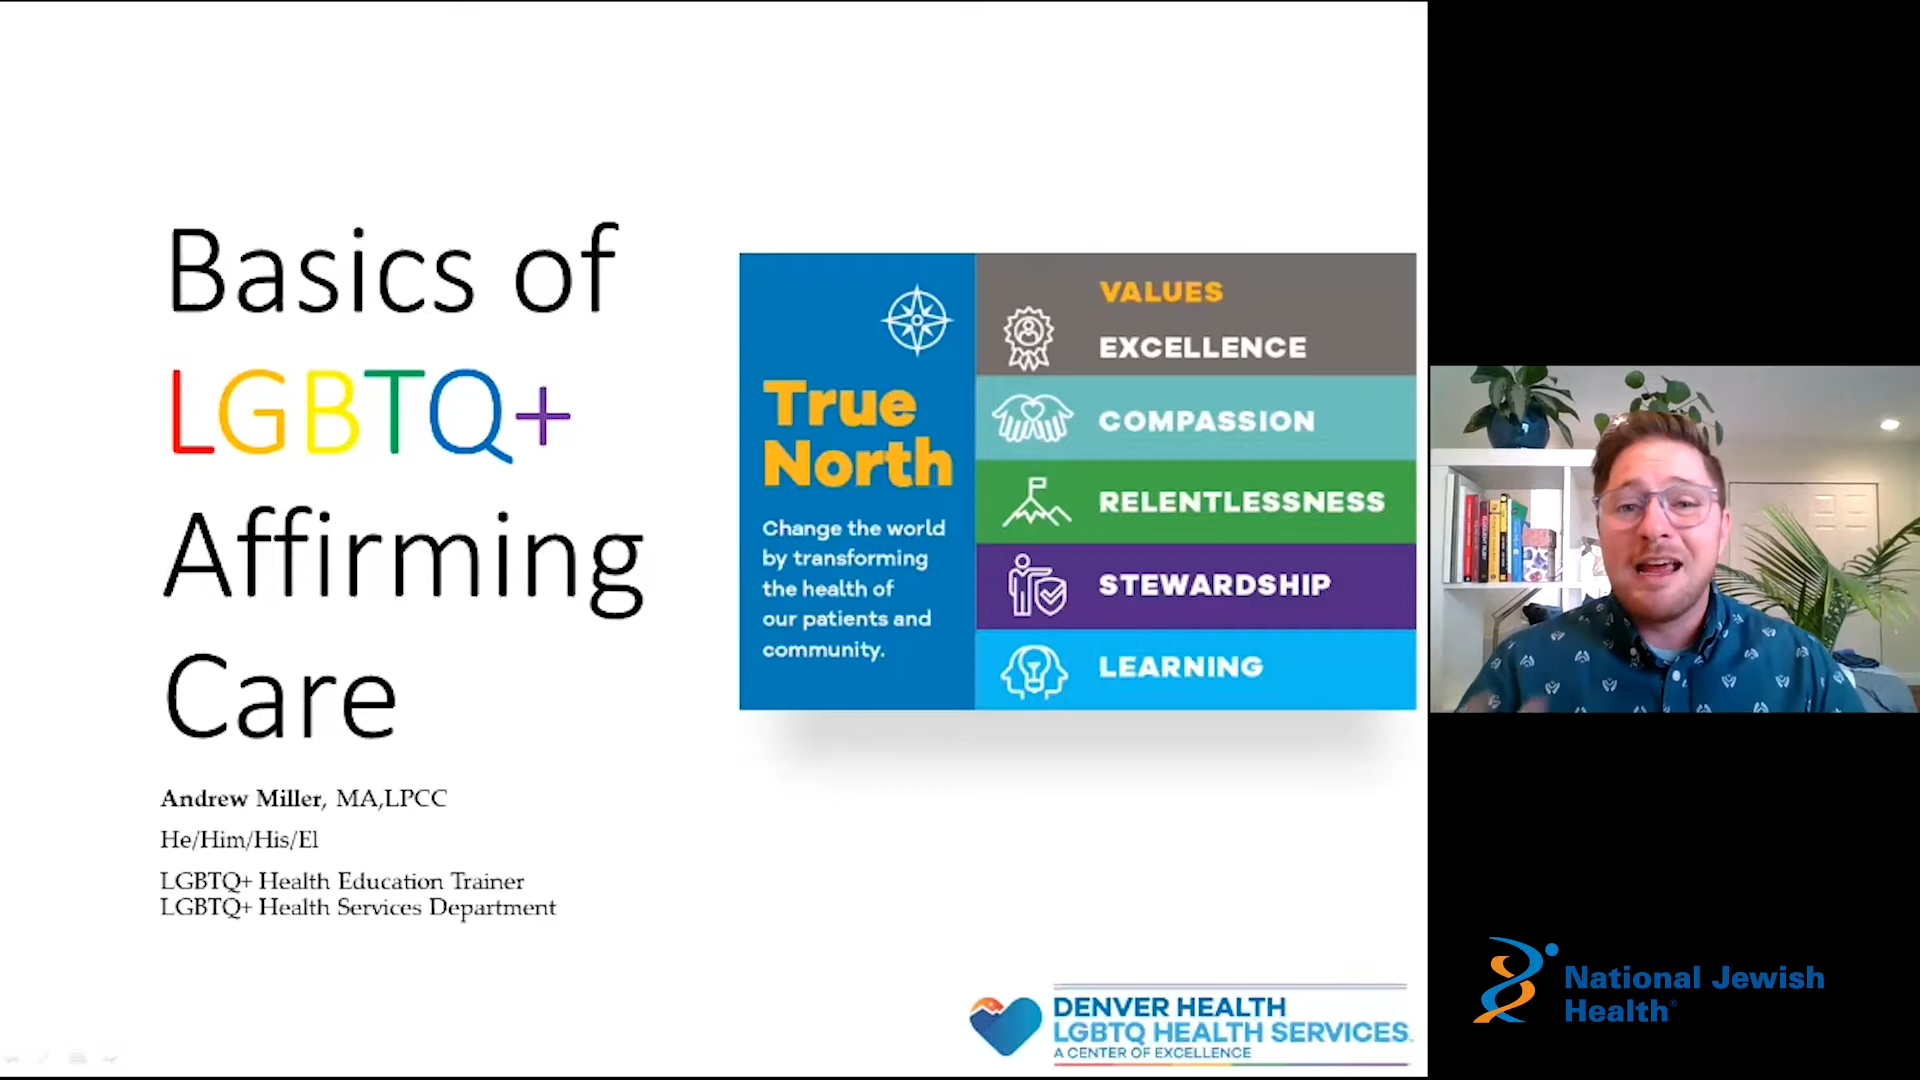 Basics of
LGBTQ+
Affirming
Care
Andrew Miller, MA,LPCC
He/Him/His/El
LGBTQ+ Health Education Trainer
LGBTQ+ Health Services Department
True
North
Change the world
by transforming
the health of
our patients and
community.
VALUES
EXCELLENCE
COMPASSION
RELENTLESSNESS
STEWARDSHIP
LEARNING
DENVER HEALTH
LGBTQ HEALTH SERVICES
A CENTER OF EXCELLENCE
National Jewish
Health®